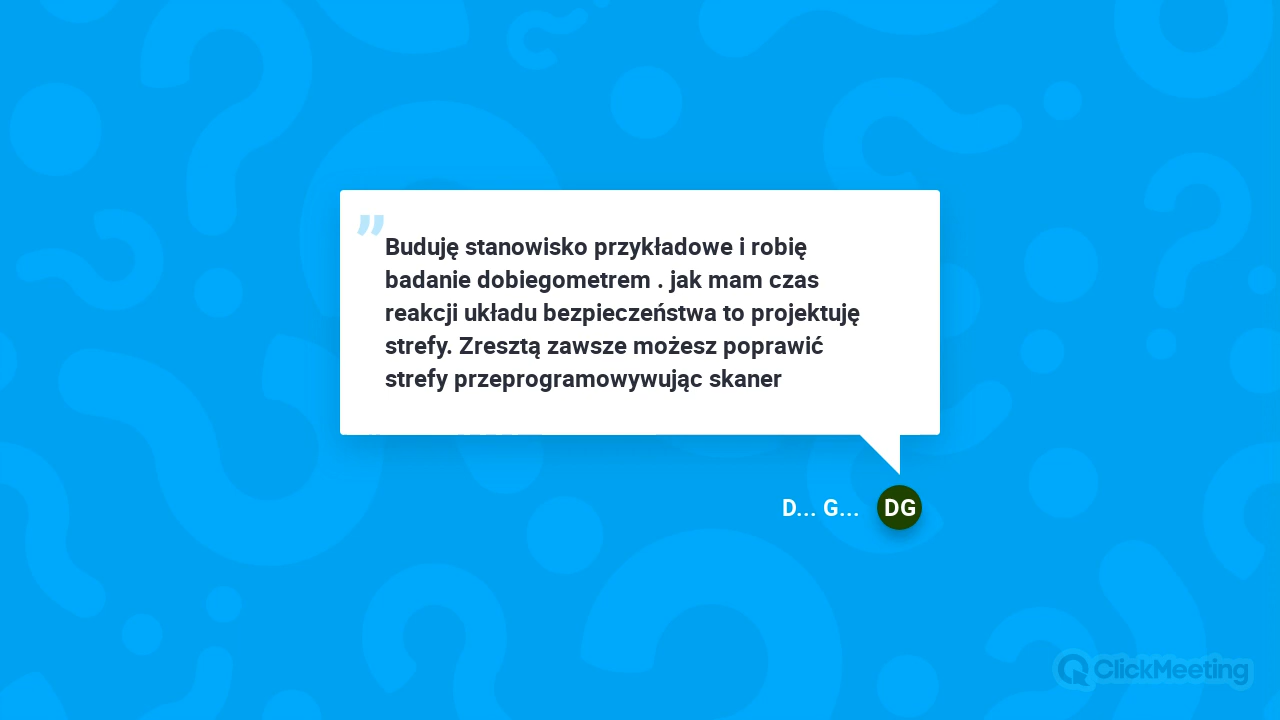 ”
Buduję stanowisko przykładowe i robię
badanie dobiegometrem . jak mam czas
reakcji układu bezpieczeństwa to projektuję
strefy. Zresztą zawsze możesz poprawić
strefy przeprogramowywując skaner
D... G... DG
ClickMeeting